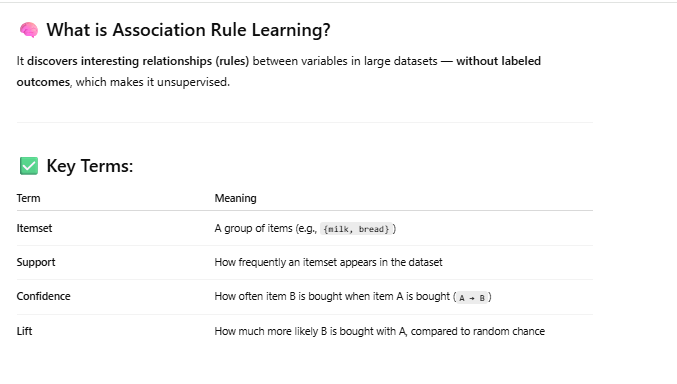 🧠 What is Association Rule Learning?
It discovers interesting relationships (rules) between variables in large datasets — without labeled
outcomes, which makes it unsupervised.
✅ Key Terms:
Term Meaning
Itemset A group of items (e.g., {milk, bread})
Support How frequently an itemset appears in the dataset
Confidence How often item B is bought when item A is bought (A → B)
Lift How much more likely B is bought with A, compared to random chance